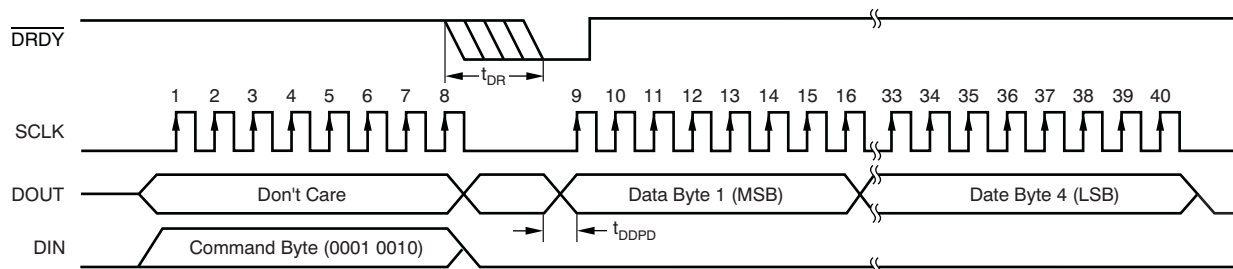 DRDY
t_DR
1 2 3 4 5 6 7 8 9 10 11 12 13 14 15 16 33 34 35 36 37 38 39 40
SCLK
DOUT Don't Care Data Byte 1 (MSB) Date Byte 4 (LSB)
t_DDPD
DIN Command Byte (0001 0010)